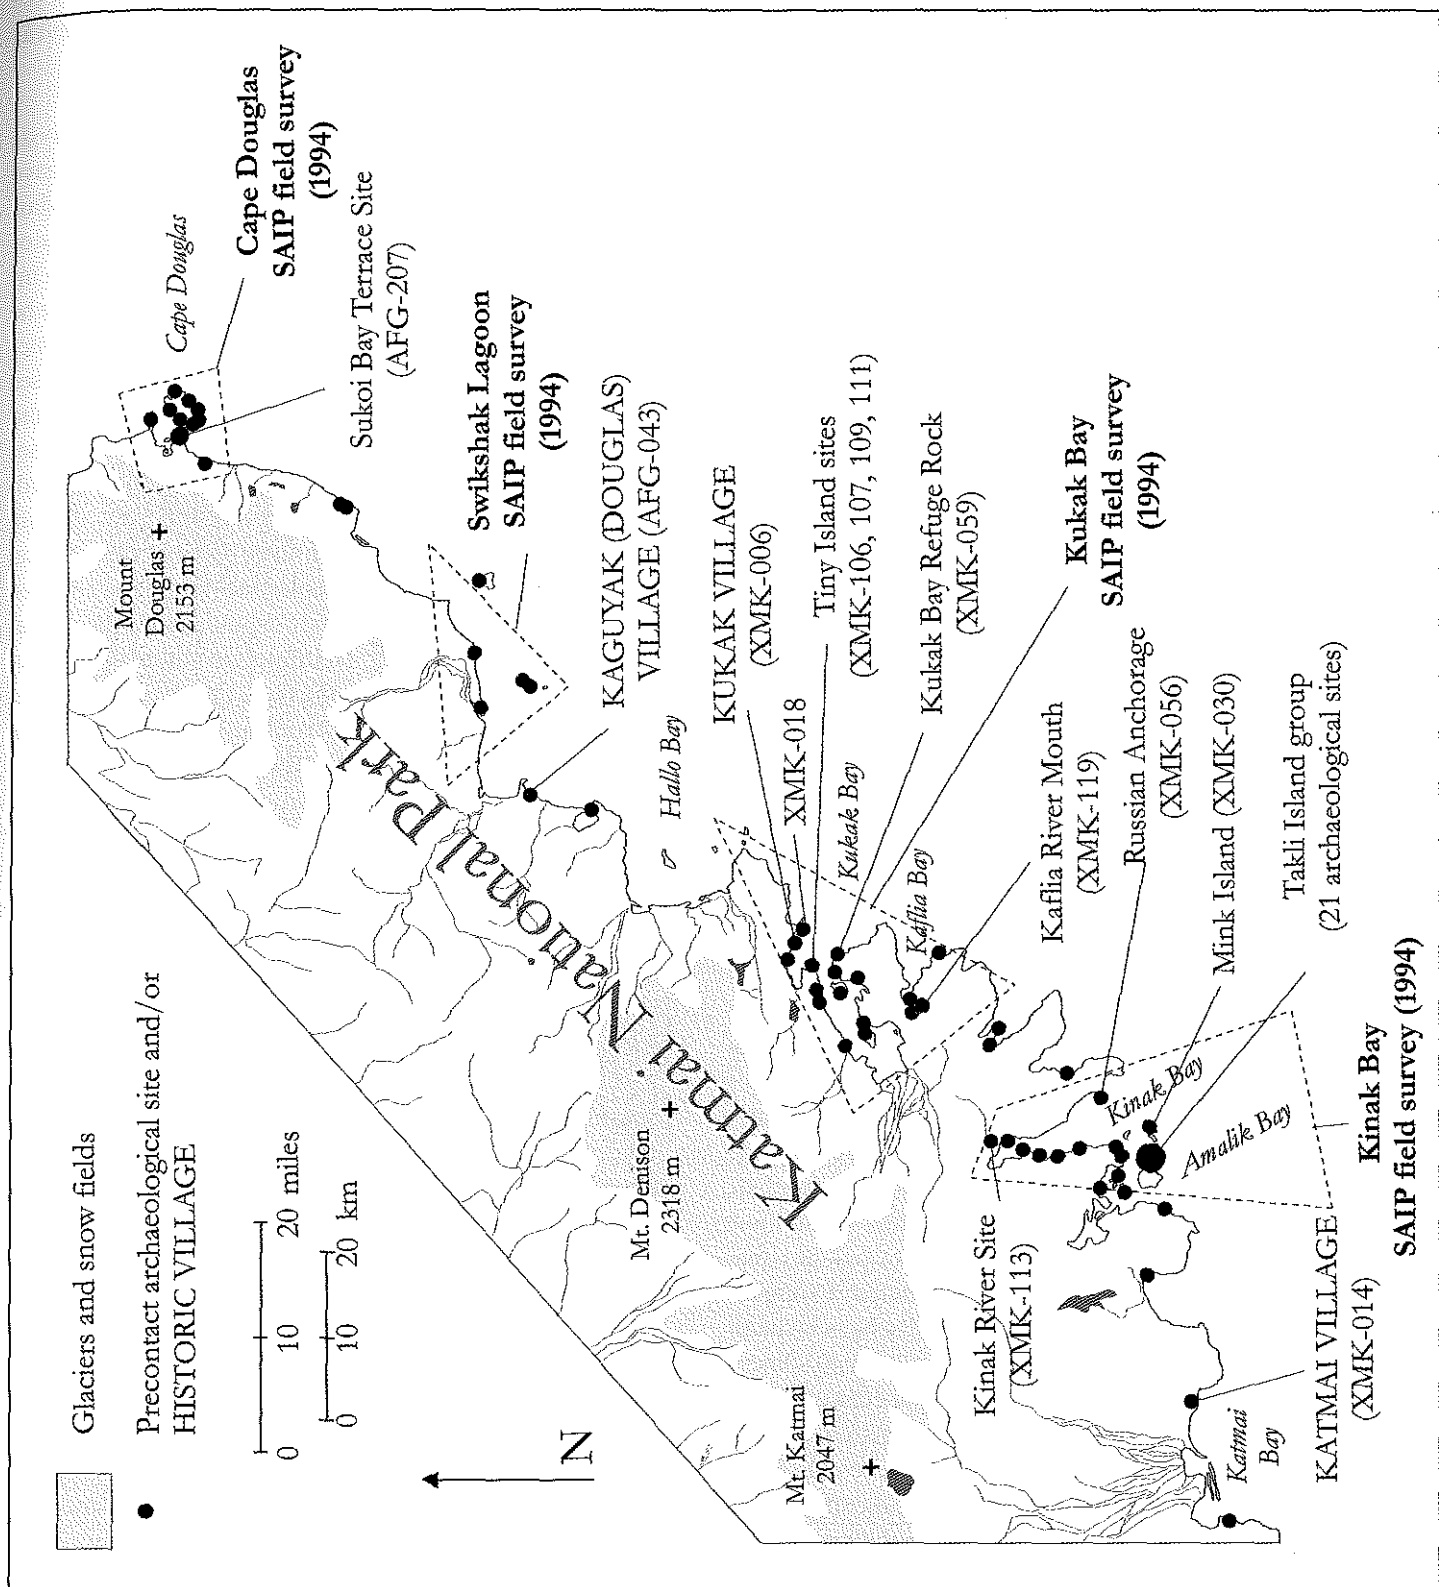 Glaciers and snow fields
Precontact archaeological site and/or
HISTORIC VILLAGE
0 10 20 miles
0 10 20 km
N
Katmai National Park
Mount
Douglas
2153 m
Cape Douglas
Cape Douglas
SAIP field survey
(1994)
Sukoi Bay Terrace Site
(AFG-207)
Swikshak Lagoon
SAIP field survey
(1994)
KAGUYAK (DOUGLAS)
VILLAGE (AFG-043)
Hallo Bay
KUKAK VILLAGE
(XMK-006)
XMK-018
Tiny Island sites
(XMK-106, 107, 109, 111)
Kukak Bay
Kukak Bay Refuge Rock
(XMK-059)
Kukak Bay
SAIP field survey
(1994)
Kaflia Bay
Kaflia River Mouth
(XMK-119)
Mt. Denison
2318 m
Russian Anchorage
(XMK-056)
Kinak Bay
Mink Island (XMK-030)
Amalik Bay
Takli Island group
(21 archaeological sites)
Kinak Bay
SAIP field survey (1994)
Kinak River Site
(XMK-113)
Mt. Katmai
2047 m
KATMAI VILLAGE
(XMK-014)
Katmai
Bay